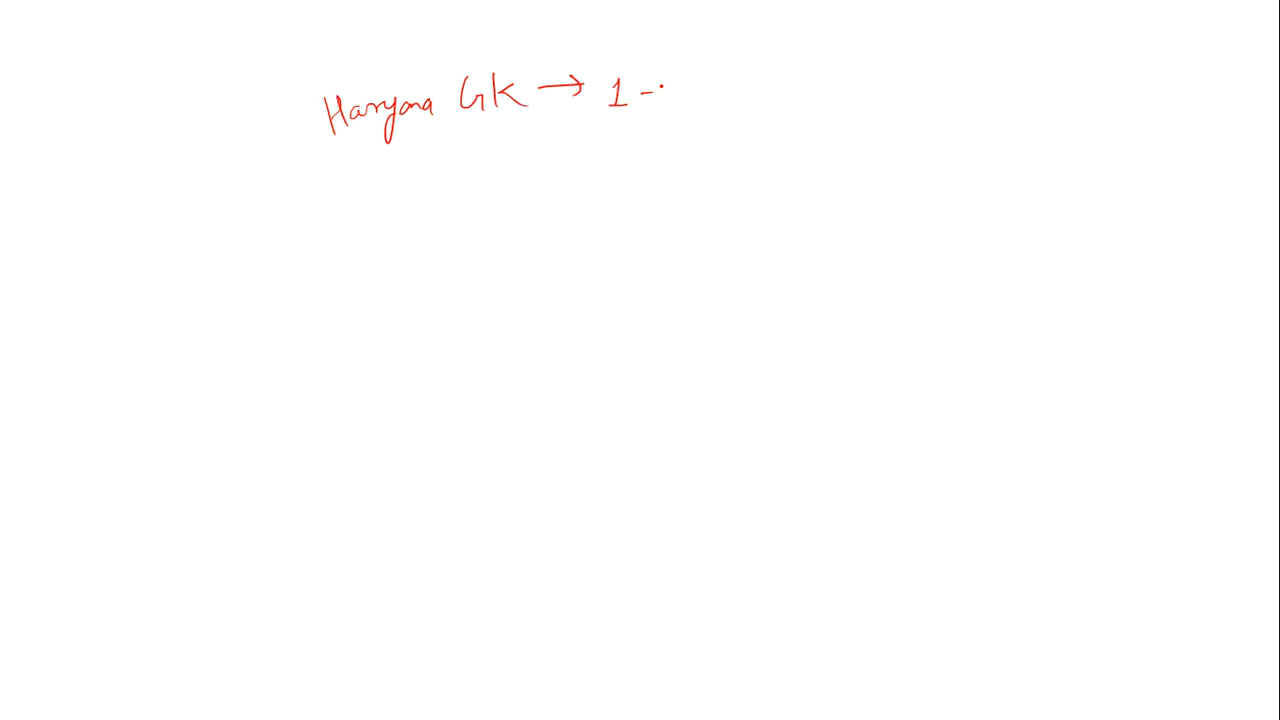 Haryana GK → 1 -